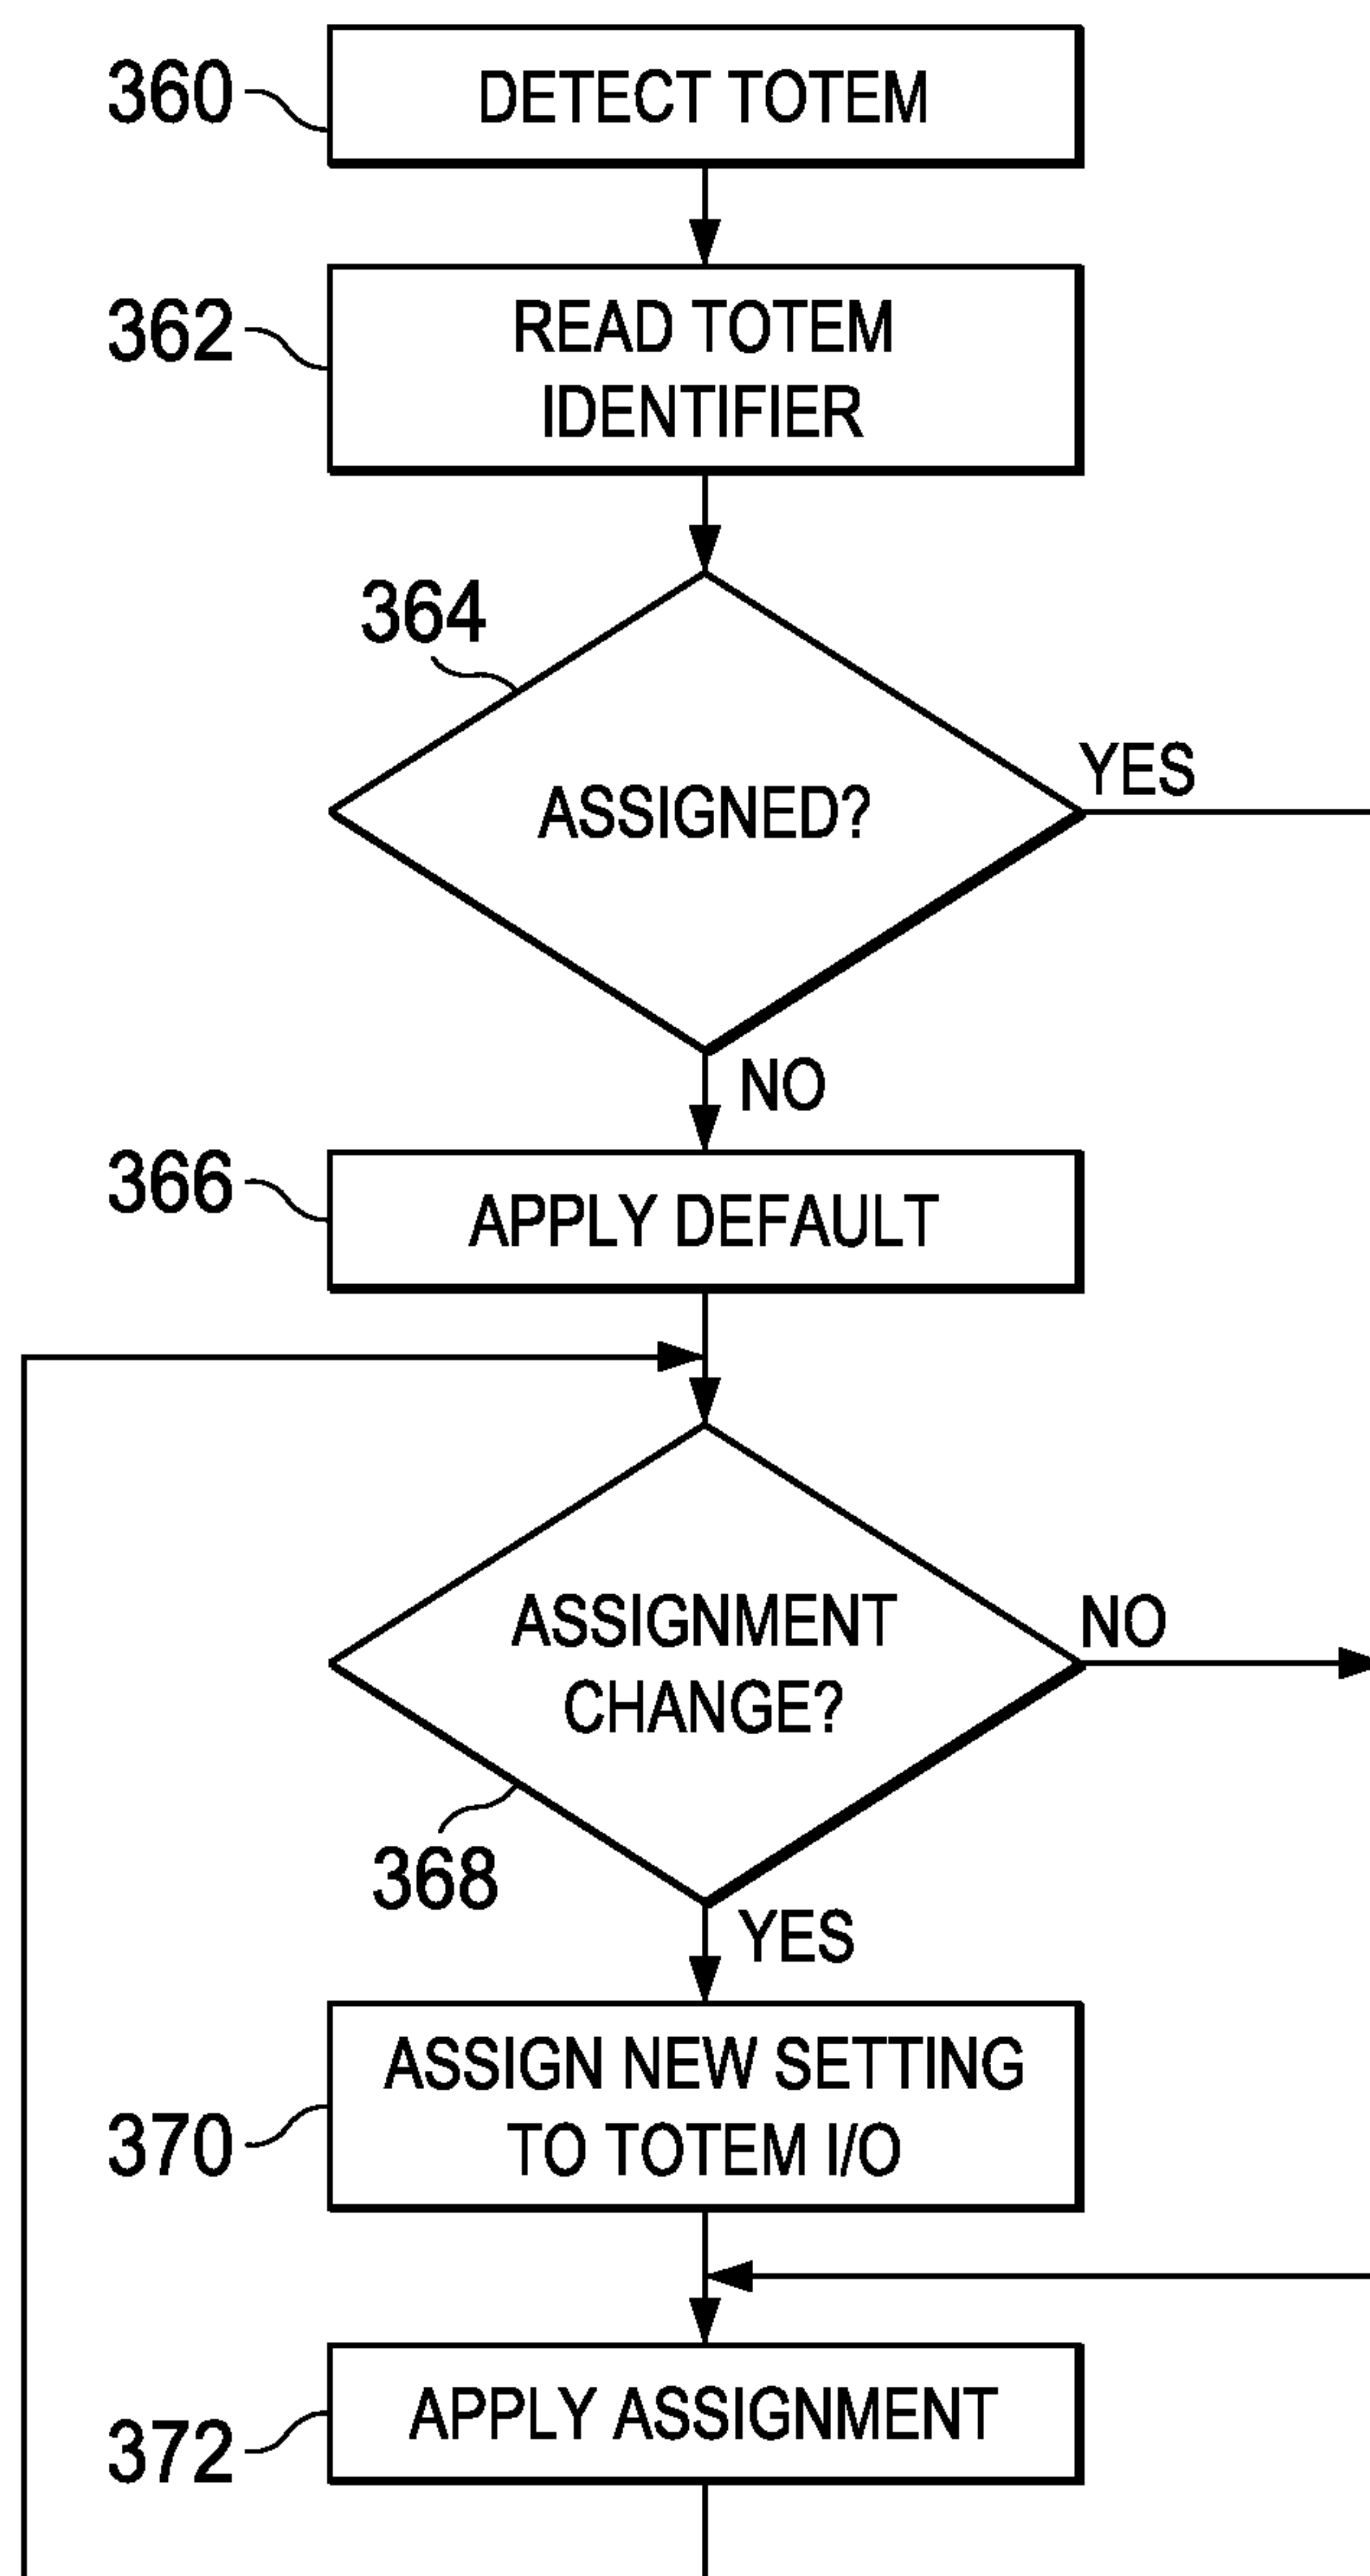 360
DETECT TOTEM
362
READ TOTEM
IDENTIFIER
364
ASSIGNED?
YES
NO
366
APPLY DEFAULT
ASSIGNMENT
CHANGE?
NO
368
YES
370
ASSIGN NEW SETTING
TO TOTEM I/O
372
APPLY ASSIGNMENT